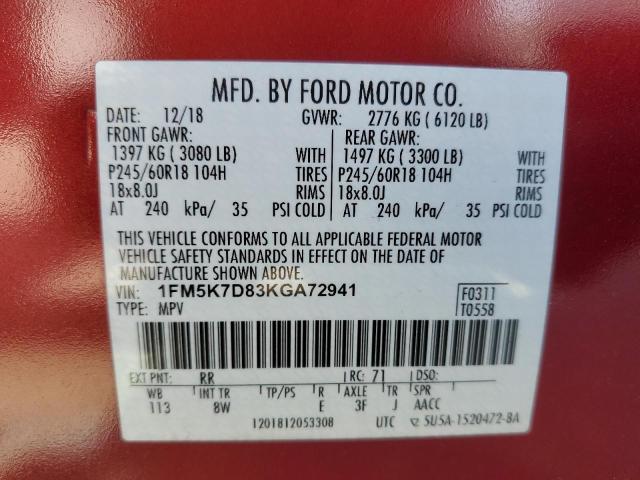 MFD. BY FORD MOTOR CO.
DATE: 12/18 GVWR: 2776 KG ( 6120 LB)
FRONT GAWR: REAR GAWR:
1397 KG ( 3080 LB) WITH 1497 KG ( 3300 LB) WITH
P245/60R18 104H TIRES P245/60R18 104H TIRES
18x8.0J RIMS 18x8.0J RIMS
AT 240 kPa/ 35 PSI COLD AT 240 kPa/ 35 PSI COLD
THIS VEHICLE CONFORMS TO ALL APPLICABLE FEDERAL MOTOR
VEHICLE SAFETY STANDARDS IN EFFECT ON THE DATE OF
MANUFACTURE SHOWN ABOVE.
VIN: 1FM5K7D83KGA72941 F0311
TYPE: MPV T0558
EXT PNT: RR RC: 71 DSO:
WB INT TR TP/PS R AXLE TR SPR
113 8W E 3F J AACC
1201812053308 UTC 5U5A-1520472-BA